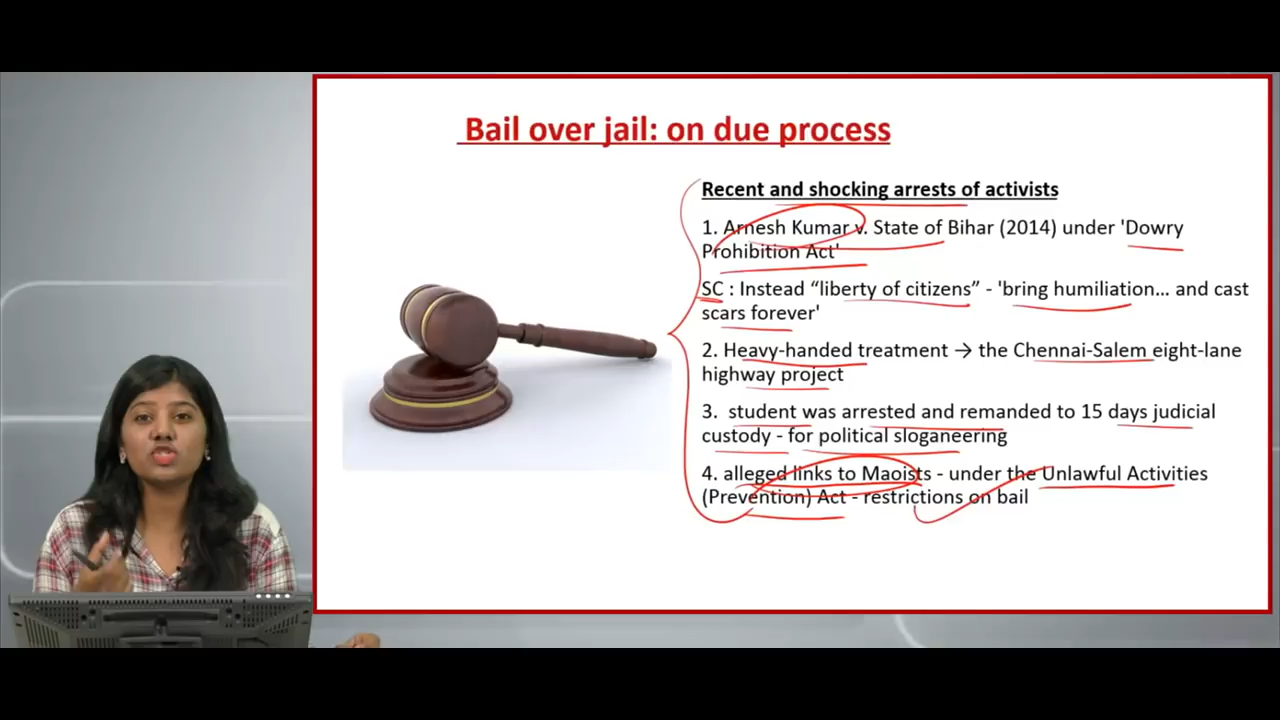 Bail over jail: on due process
Recent and shocking arrests of activists
1. Arnesh Kumar v. State of Bihar (2014) under 'Dowry
Prohibition Act'
SC : Instead “liberty of citizens” - 'bring humiliation... and cast
scars forever'
2. Heavy-handed treatment → the Chennai-Salem eight-lane
highway project
3. student was arrested and remanded to 15 days judicial
custody - for political sloganeering
4. alleged links to Maoists - under the Unlawful Activities
(Prevention) Act - restrictions on bail